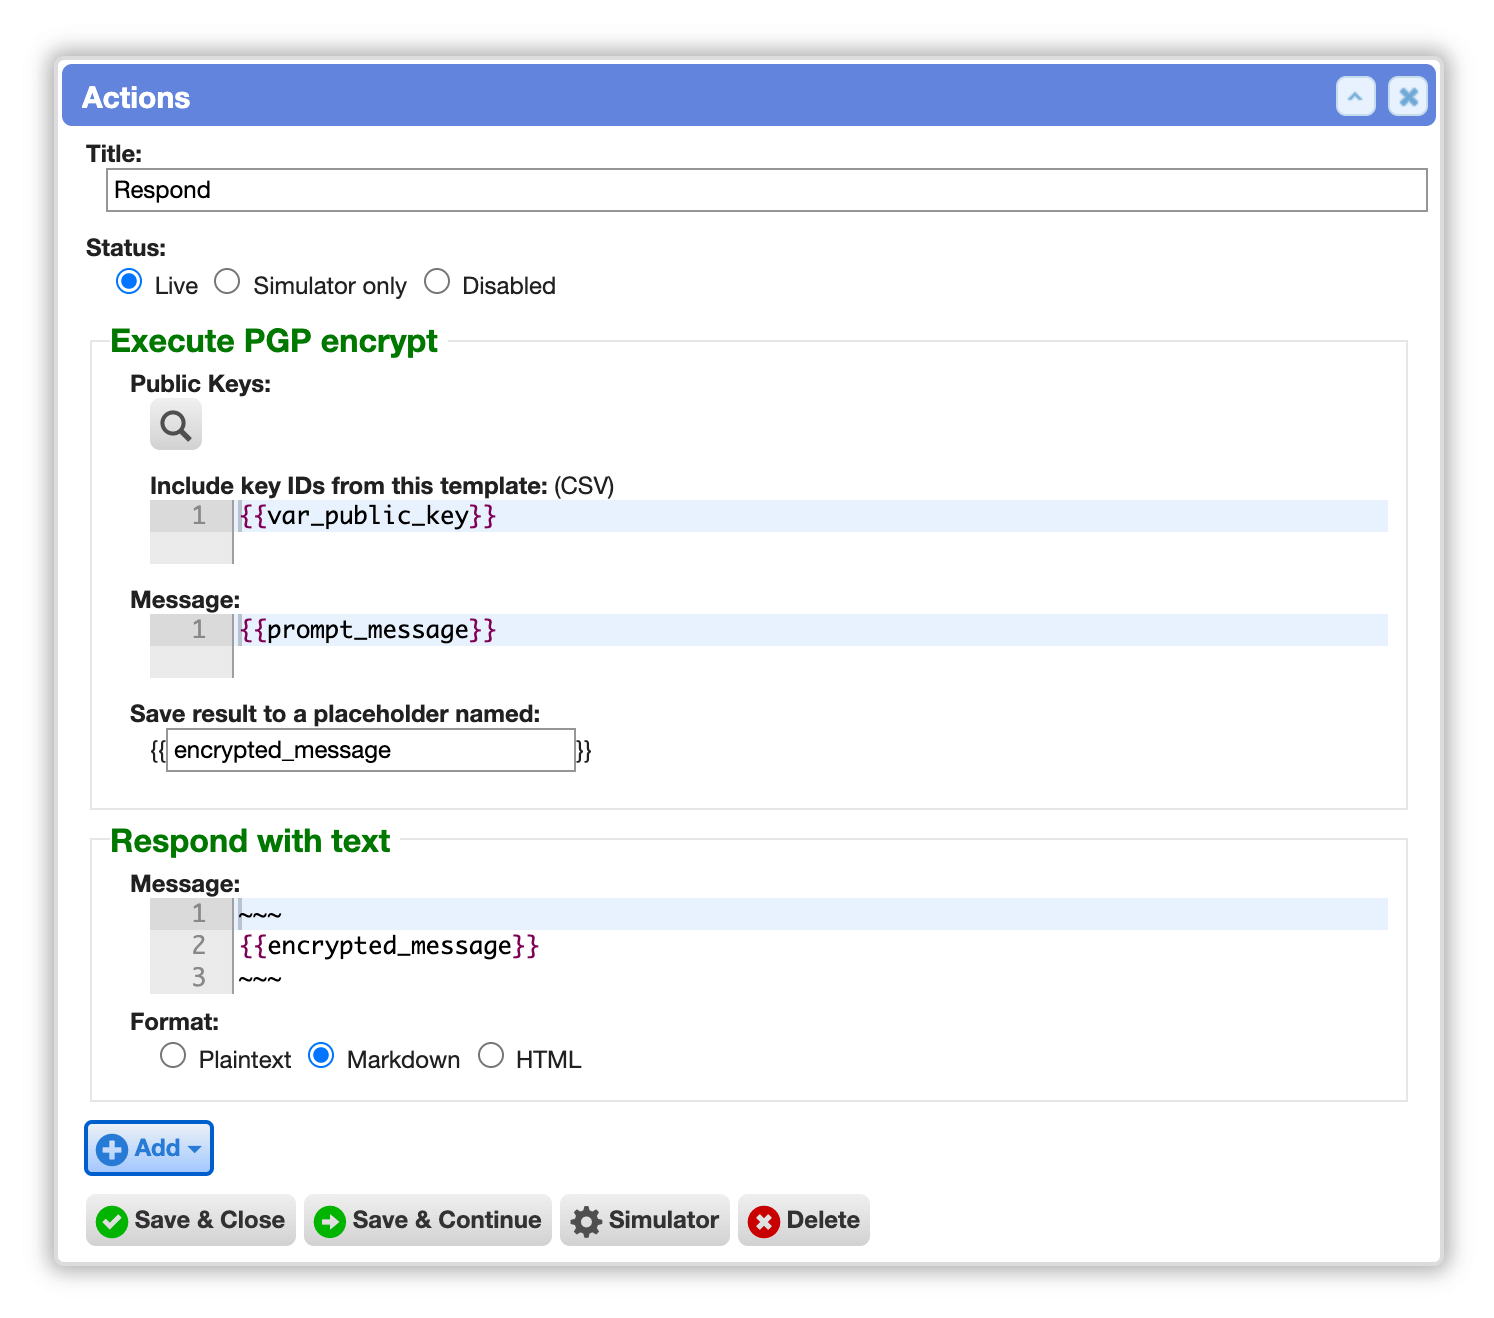 Actions
Title:
Respond
Status:
Live Simulator only Disabled
Execute PGP encrypt
Public Keys:
Include key IDs from this template: (CSV)
1 {{var_public_key}}
Message:
1 {{prompt_message}}
Save result to a placeholder named:
{{encrypted_message}}
Respond with text
Message:
1 ~~~
2 {{encrypted_message}}
3 ~~~
Format:
Plaintext Markdown HTML
Add
Save & Close Save & Continue Simulator Delete